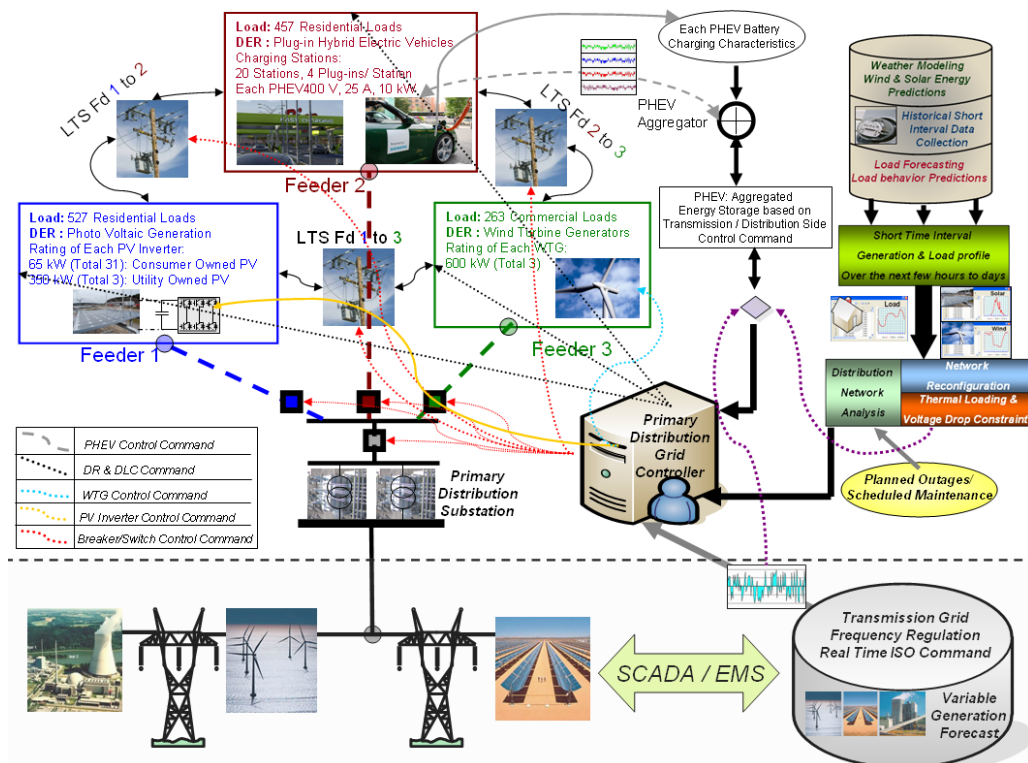 Load: 457 Residential Loads
DER : Plug-in Hybrid Electric Vehicles
Charging Stations:
20 Stations, 4 Plug-ins/ Station
Each PHEV400 V, 25 A, 10 kW
Feeder 2
LTS Fd 1 to 2
LTS Fd 2 to 3
Each PHEV Battery
Charging Characteristics
PHEV
Aggregator
Weather Modeling
Wind & Solar Energy
Predictions
Historical Short
Interval Data
Collection
Load Forecasting
Load behavior Predictions
Load: 527 Residential Loads
DER : Photo Voltaic Generation
Rating of Each PV Inverter:
65 kW (Total 31): Consumer Owned PV
350 kW (Total 3): Utility Owned PV
Feeder 1
LTS Fd 1 to 3
Load: 263 Commercial Loads
DER : Wind Turbine Generators
Rating of Each WTG:
600 kW (Total 3)
Feeder 3
PHEV: Aggregated
Energy Storage based on
Transmission / Distribution Side
Control Command
Short Time Interval
Generation & Load profile
Over the next few hours to days
Load
Solar
Wind
Distribution
Network
Analysis
Network
Reconfiguration
Thermal Loading &
Voltage Drop Constraint
Planned Outages/
Scheduled Maintenance
Primary
Distribution
Grid
Controller
Primary
Distribution
Substation
PHEV Control Command
DR & DLC Command
WTG Control Command
PV Inverter Control Command
Breaker/Switch Control Command
SCADA / EMS
Transmission Grid
Frequency Regulation
Real Time ISO Command
Variable
Generation
Forecast